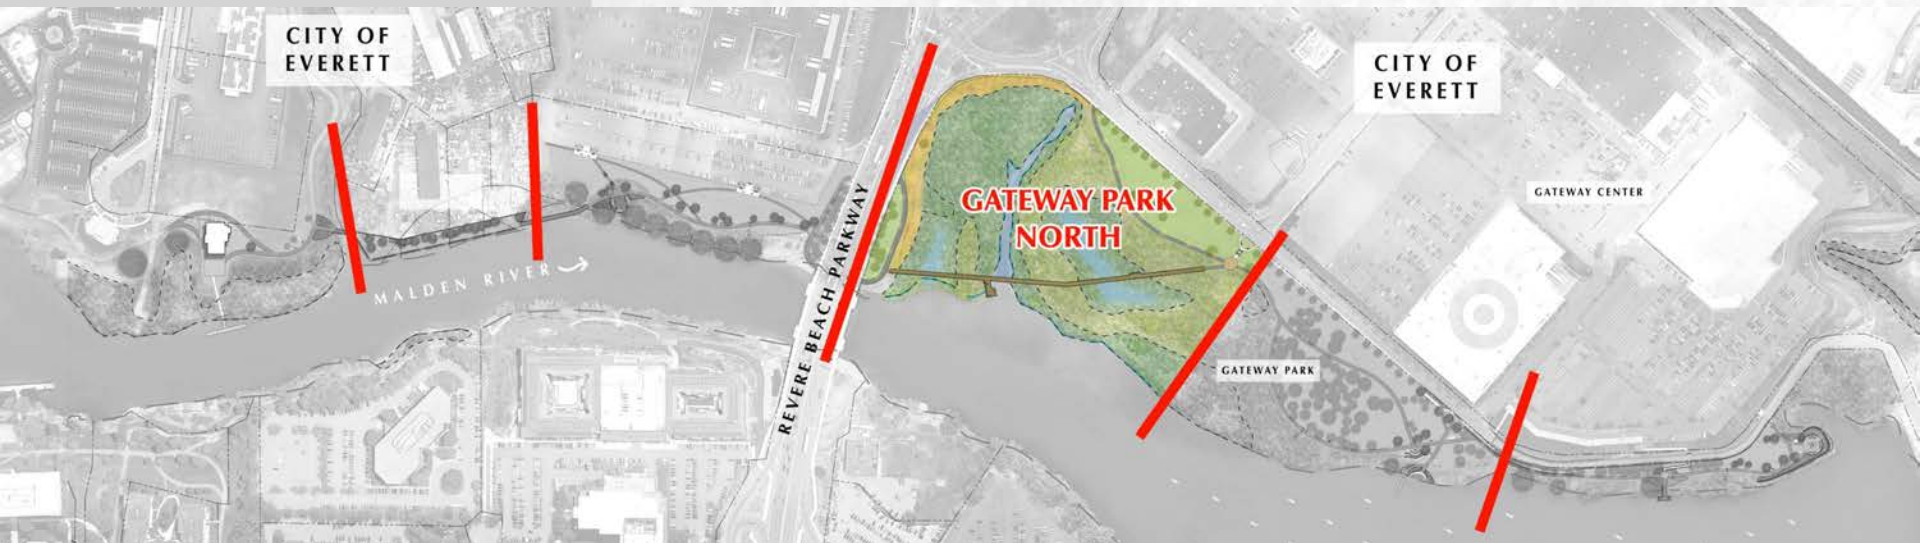 CITY OF
EVERETT
MALDEN RIVER
REVERE BEACH PARKWAY
GATEWAY PARK
NORTH
CITY OF
EVERETT
GATEWAY CENTER
GATEWAY PARK